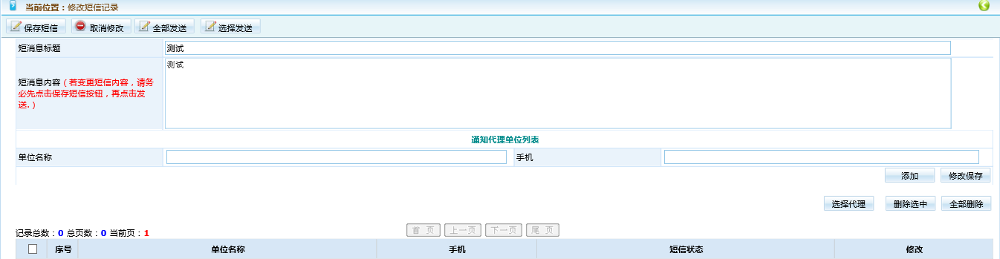 当前位置：修改短信记录
保存短信 取消修改 全部发送 选择发送
短消息标题 测试
测试
短消息内容（若变更短信内容，请务
必先点击保存短信按钮，再点击发
送.）
通知代理单位列表
单位名称 手机
添加 修改保存
选择代理 删除选中 全部删除
记录总数：0 总页数：0 当前页：1 首 页 上一页 下一页 尾 页
序号 单位名称 手机 短信状态 修改